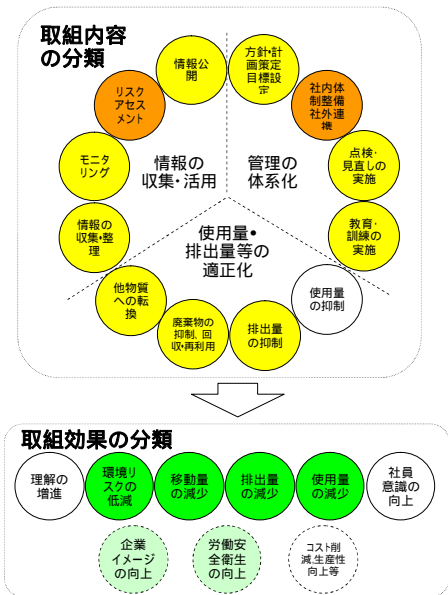 取組内容
の分類
情報公
開
方針・計
画策定
目標設
定
リスク
アセス
メント
社内体
制整備
社外連
携
モニタ
リング
情報の
収集・活用
管理の
体系化
点検・
見直しの
実施
情報の
収集・整
理
使用量・
排出量等の
適正化
教育・
訓練の
実施
他物質
への転
換
使用量
の抑制
廃棄物の
抑制、回
収・再利用
排出量
の抑制
取組効果の分類
理解の
増進
環境リ
スクの
低減
移動量
の減少
排出量
の減少
使用量
の減少
社員
意識の
向上
企業
イメージ
の向上
労働安
全衛生
の向上
コスト削
減、生産性
向上等